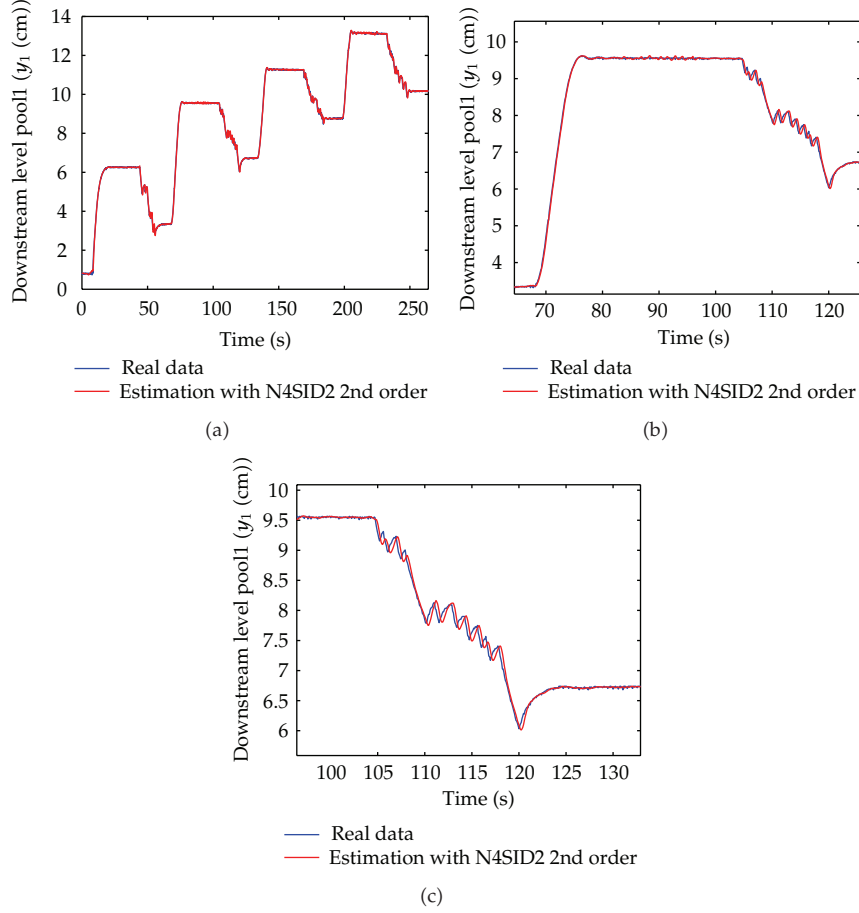 14
12
10
8
6
4
2
0
0 50 100 150 200 250
Downstream level pool1 (y1 (cm))
Time (s)
Real data
Estimation with N4SID2 2nd order
(a)
10
9
8
7
6
5
4
70 80 90 100 110 120
Downstream level pool1 (y1 (cm))
Time (s)
Real data
Estimation with N4SID2 2nd order
(b)
10
9.5
9
8.5
8
7.5
7
6.5
6
100 105 110 115 120 125 130
Downstream level pool1 (y1 (cm))
Time (s)
Real data
Estimation with N4SID2 2nd order
(c)